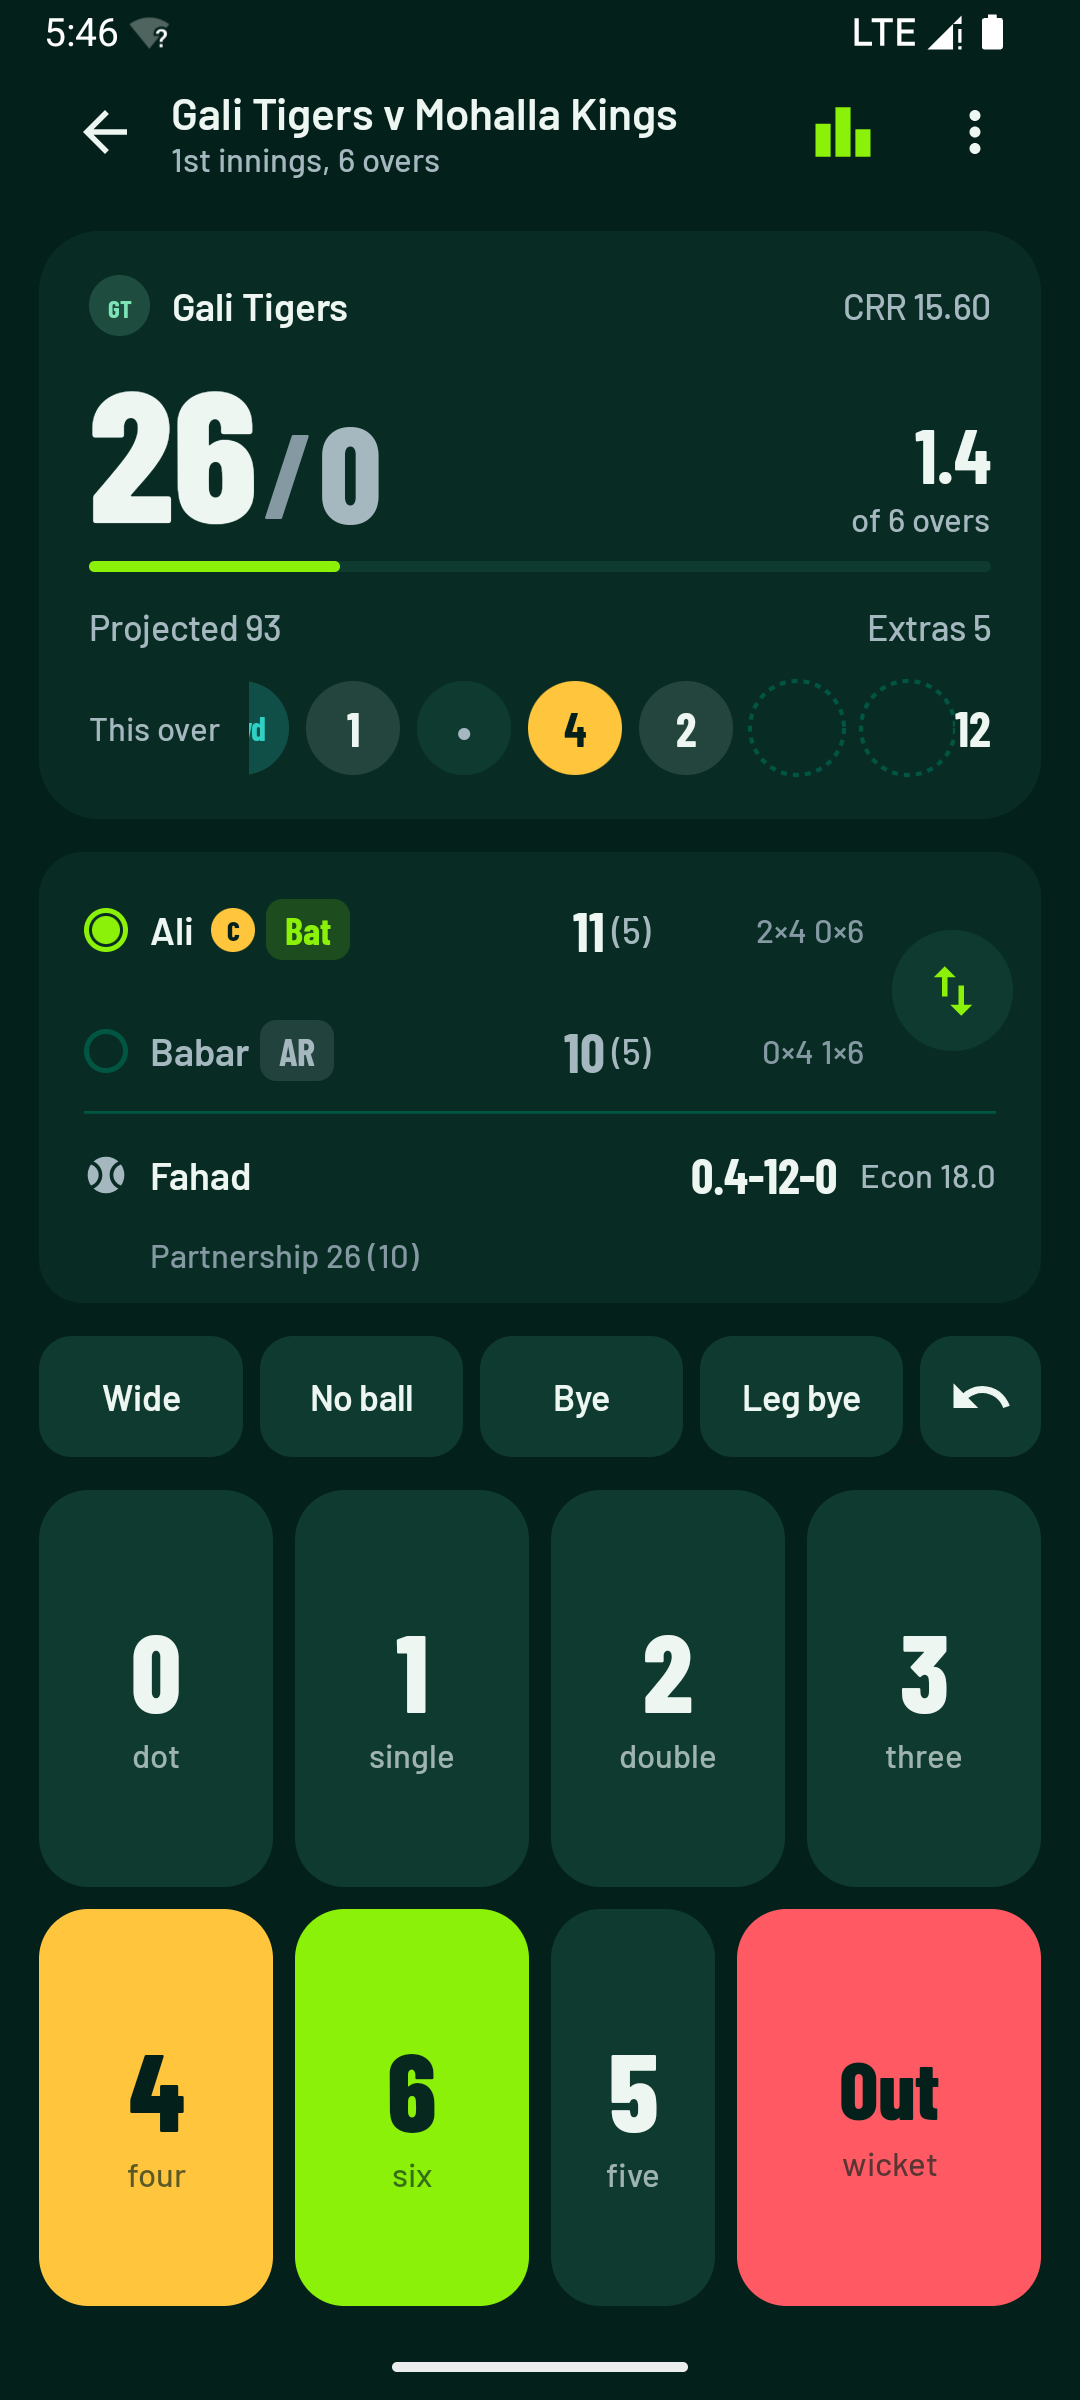 5:46 LTE
Gali Tigers v Mohalla Kings
1st innings, 6 overs
GT Gali Tigers CRR 15.60
26/0 1.4
of 6 overs
Projected 93 Extras 5
This over 1 • 4 2 12
Ali C Bat 11 (5) 2×4 0×6
Babar AR 10 (5) 0×4 1×6
Fahad 0.4-12-0 Econ 18.0
Partnership 26 (10)
Wide No ball Bye Leg bye
0 1 2 3
dot single double three
4 6 5 Out
four six five wicket